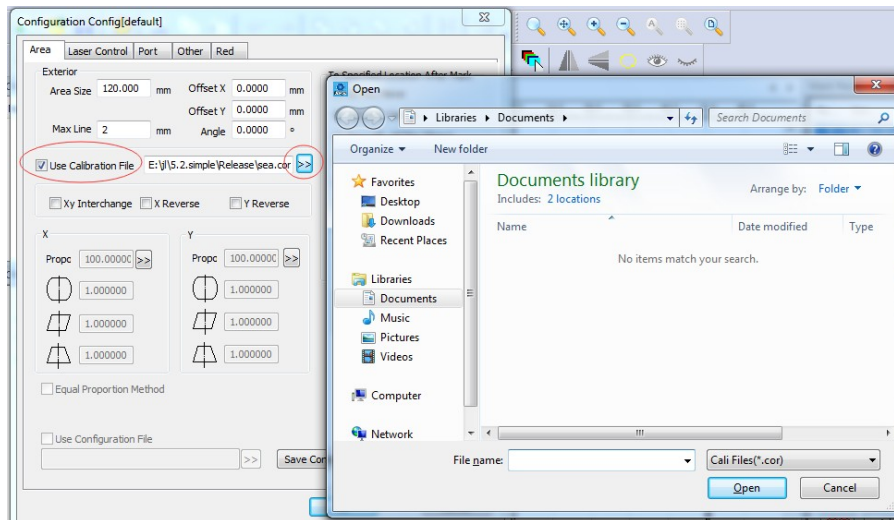 Configuration Config[default]
Area Laser Control Port Other Red
Exterior
Area Size 120.000 mm Offset X 0.0000 mm
Offset Y 0.0000 mm
Max Line 2 mm Angle 0.0000 °
Use Calibration File E:\jl\5.2.simple\Release\sea.cor >>
Xy Interchange X Reverse Y Reverse
X
Propc 100.0000 >>
1.000000
1.000000
1.000000
Y
Propc 100.0000 >>
1.000000
1.000000
1.000000
Equal Proportion Method
Use Configuration File
>> Save Cor
To Specified Location After Mark
Open
Libraries Documents
Search Documents
Organize New folder
Favorites
Desktop
Downloads
Recent Places
Libraries
Documents
Music
Pictures
Videos
Computer
Network
Documents library
Includes: 2 locations
Arrange by: Folder
Name Date modified Type
No items match your search.
File name: Cali Files(*.cor)
Open Cancel